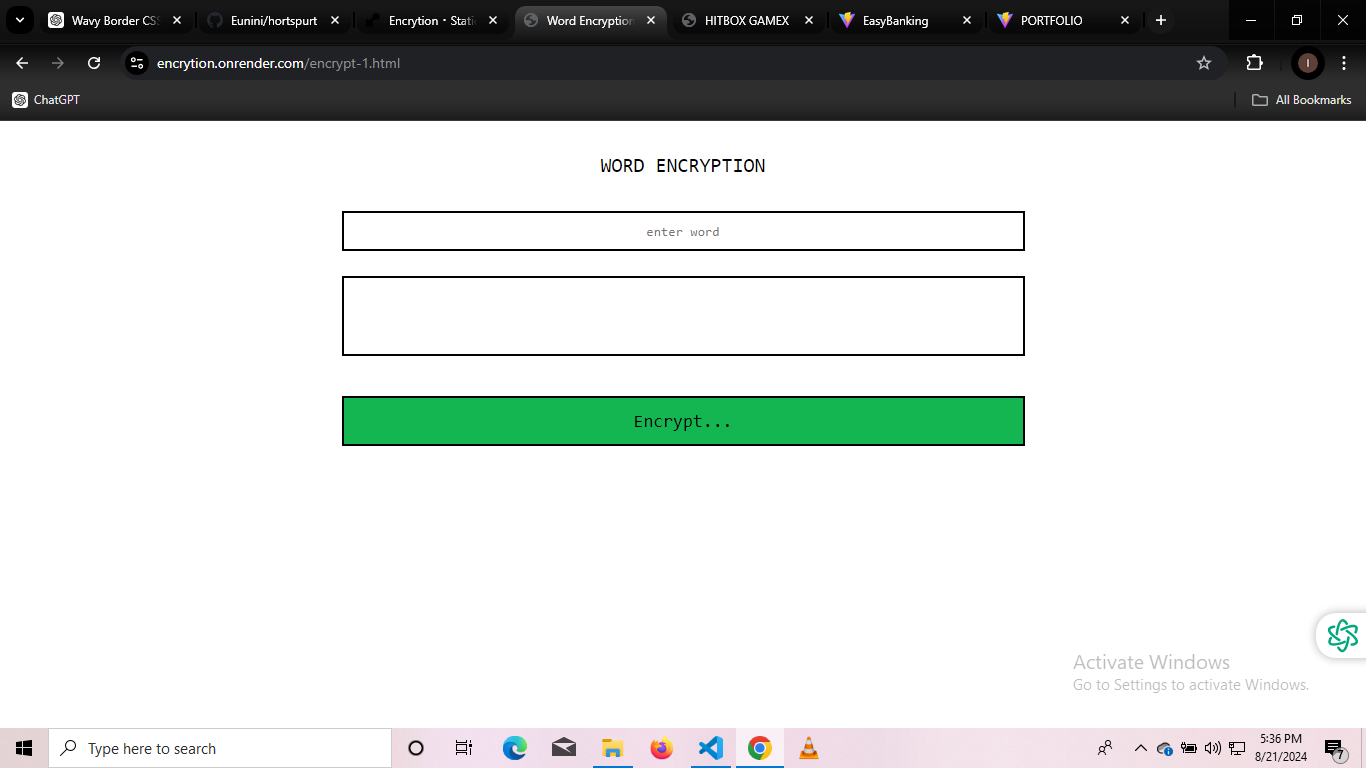 Wavy Border CSS
Eunini/hortspurt
Encrytion · Stati
Word Encryption
HITBOX GAMEX
EasyBanking
PORTFOLIO
encrytion.onrender.com/encrypt-1.html
I
ChatGPT
All Bookmarks
WORD ENCRYPTION
enter word
Encrypt...
Activate Windows
Go to Settings to activate Windows.
Type here to search
5:36 PM
8/21/2024
7